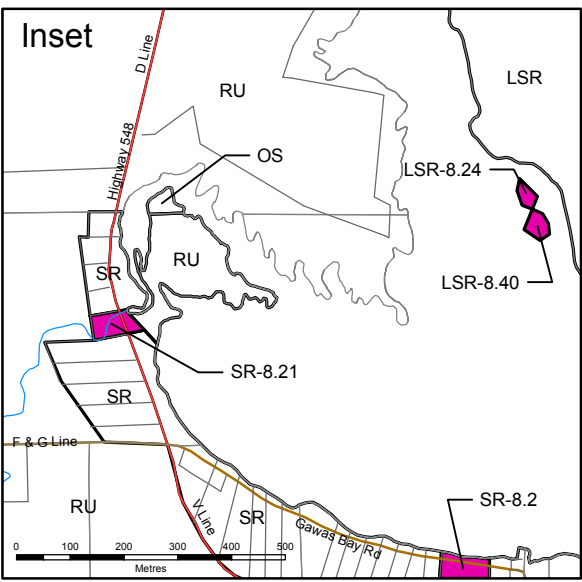 Inset
D Line
RU
LSR
Highway 548
OS
LSR-8.24
SR
RU
LSR-8.40
SR-8.21
SR
F & G Line
RU
V Line
SR
Gawas Bay Rd
SR-8.2
0 100 200 300 400 500
Metres